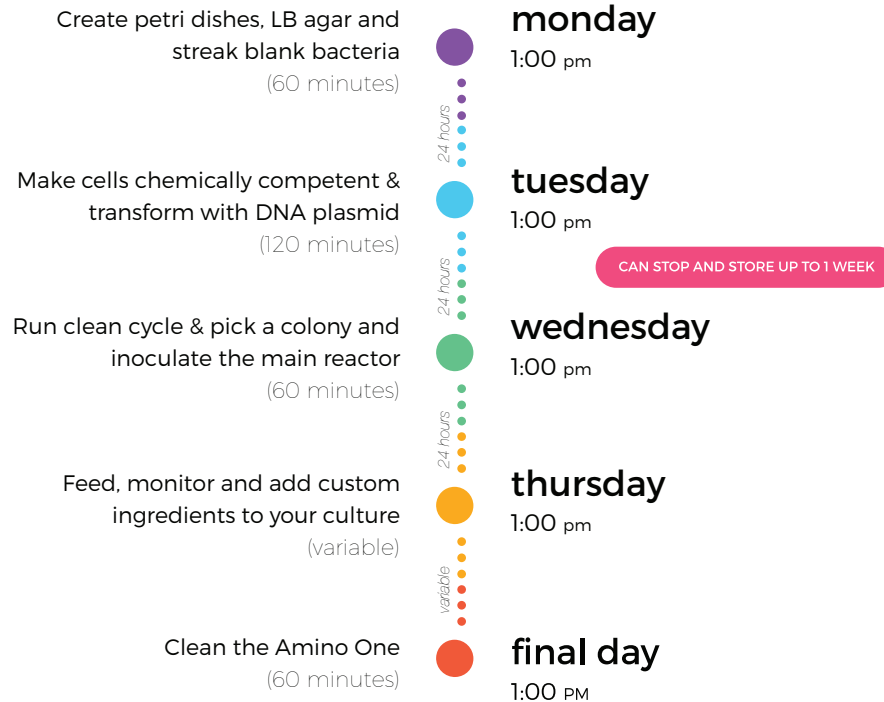 Create petri dishes, LB agar and
streak blank bacteria
(60 minutes)
monday
1:00 pm
24 hours
Make cells chemically competent &
transform with DNA plasmid
(120 minutes)
tuesday
1:00 pm
CAN STOP AND STORE UP TO 1 WEEK
24 hours
Run clean cycle & pick a colony and
inoculate the main reactor
(60 minutes)
wednesday
1:00 pm
24 hours
Feed, monitor and add custom
ingredients to your culture
(variable)
thursday
1:00 pm
variable
Clean the Amino One
(60 minutes)
final day
1:00 PM